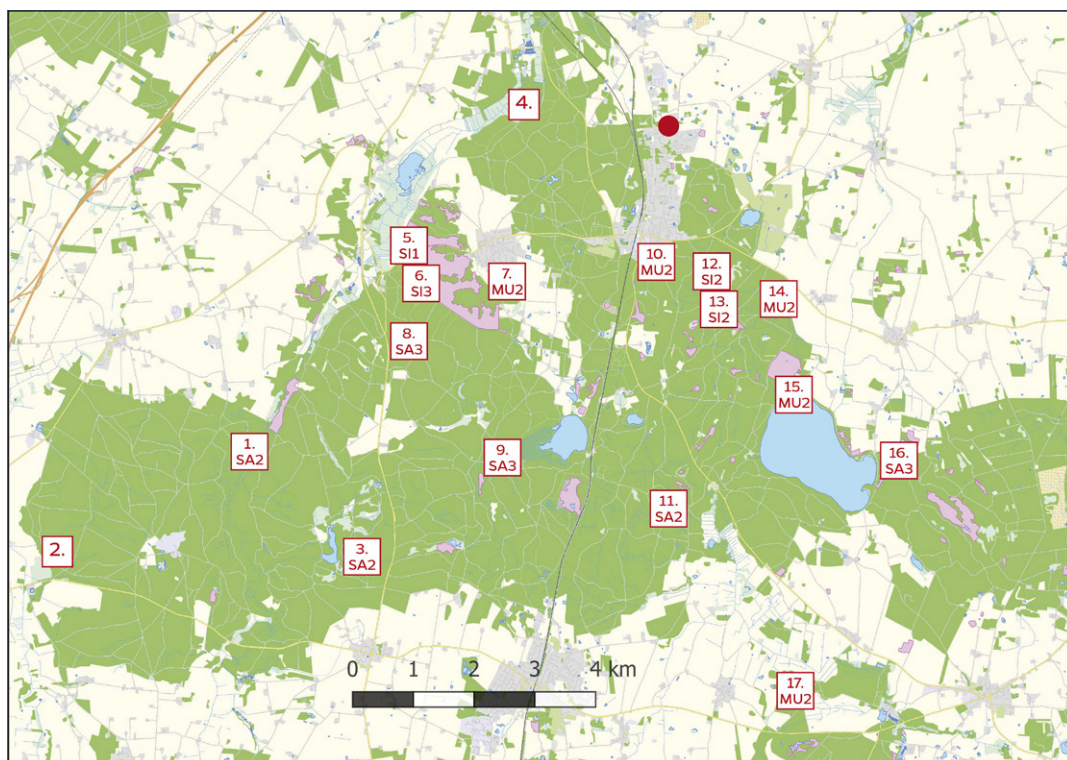 4.
5.
SI1
6.
SI3
7.
MU2
10.
MU2
12.
SI2
13.
SI2
14.
MU2
8.
SA3
15.
MU2
1.
SA2
9.
SA3
16.
SA3
11.
SA2
2.
3.
SA2
0 1 2 3 4 km
17.
MU2